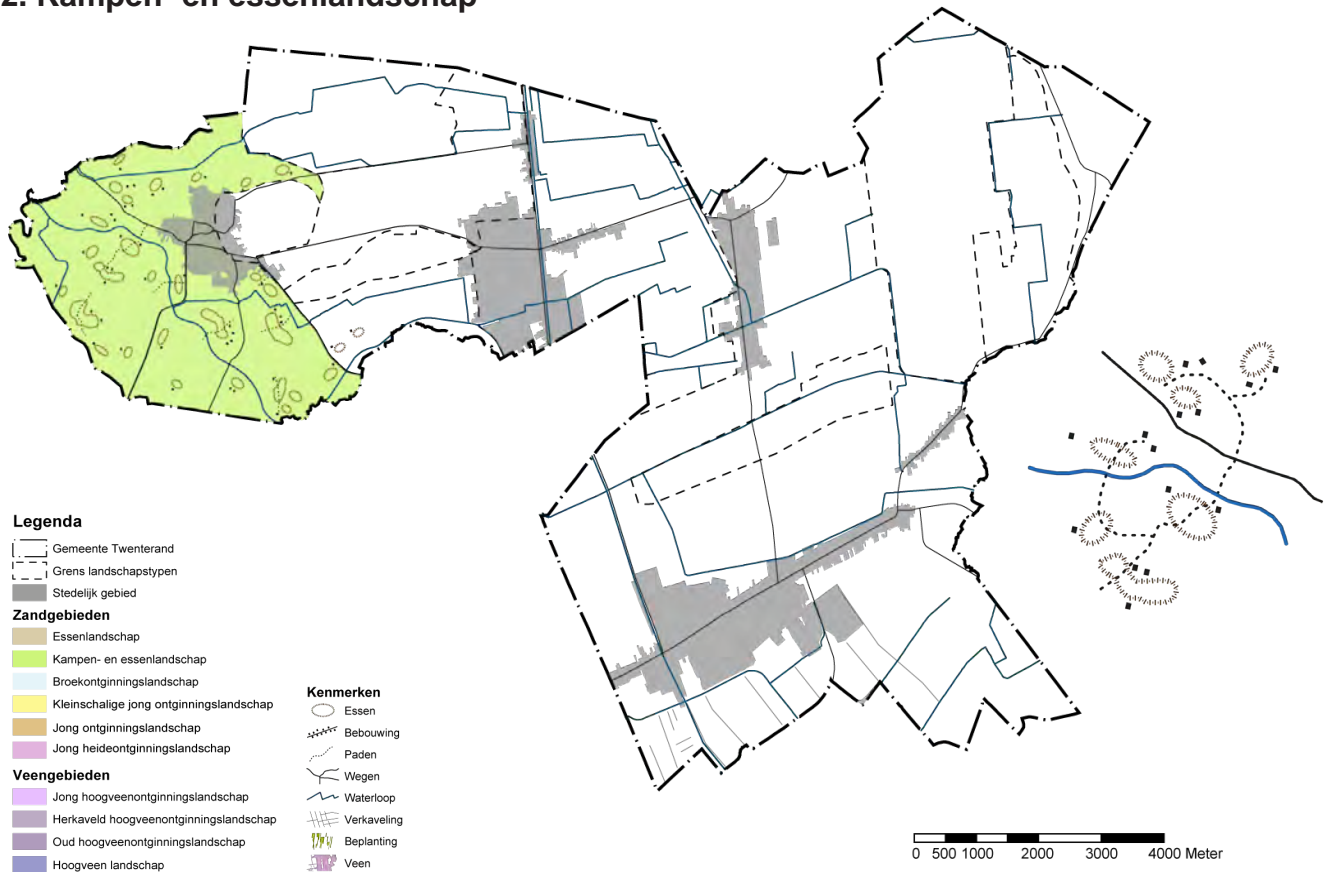 2. Kampen- en essenlandschap
Legenda
Gemeente Twenterand
Grens landschapstypen
Stedelijk gebied
Zandgebieden
Essenlandschap
Kampen- en essenlandschap
Broekontginningslandschap
Kleinschalige jong ontginningslandschap
Jong ontginningslandschap
Jong heideontginningslandschap
Veengebieden
Jong hoogveenontginningslandschap
Herkaveld hoogveenontginningslandschap
Oud hoogveenontginningslandschap
Hoogveen landschap
Kenmerken
Essen
Bebouwing
Paden
Wegen
Waterloop
Verkaveling
Beplanting
Veen
0 500 1000 2000 3000 4000 Meter